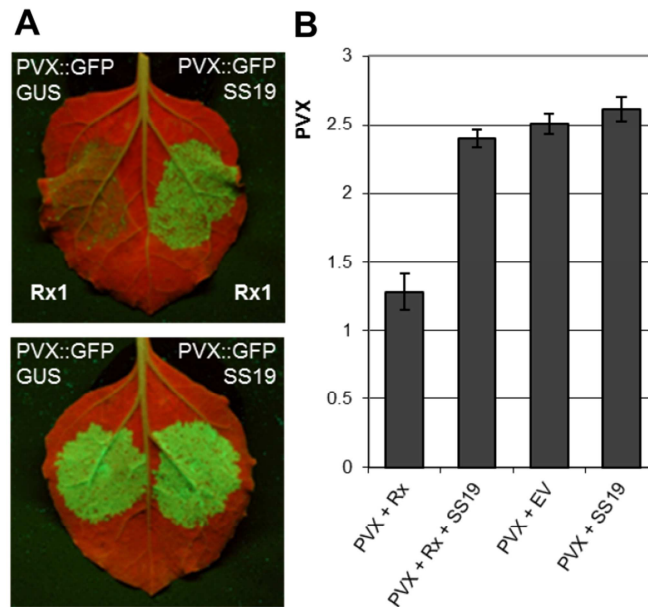 A
PVX::GFP
GUS
PVX::GFP
SS19
Rx1
Rx1
PVX::GFP
GUS
PVX::GFP
SS19
B
PVX
3
2.5
2
1.5
1
0.5
0
PVX + Rx
PVX + Rx + SS19
PVX + EV
PVX + SS19